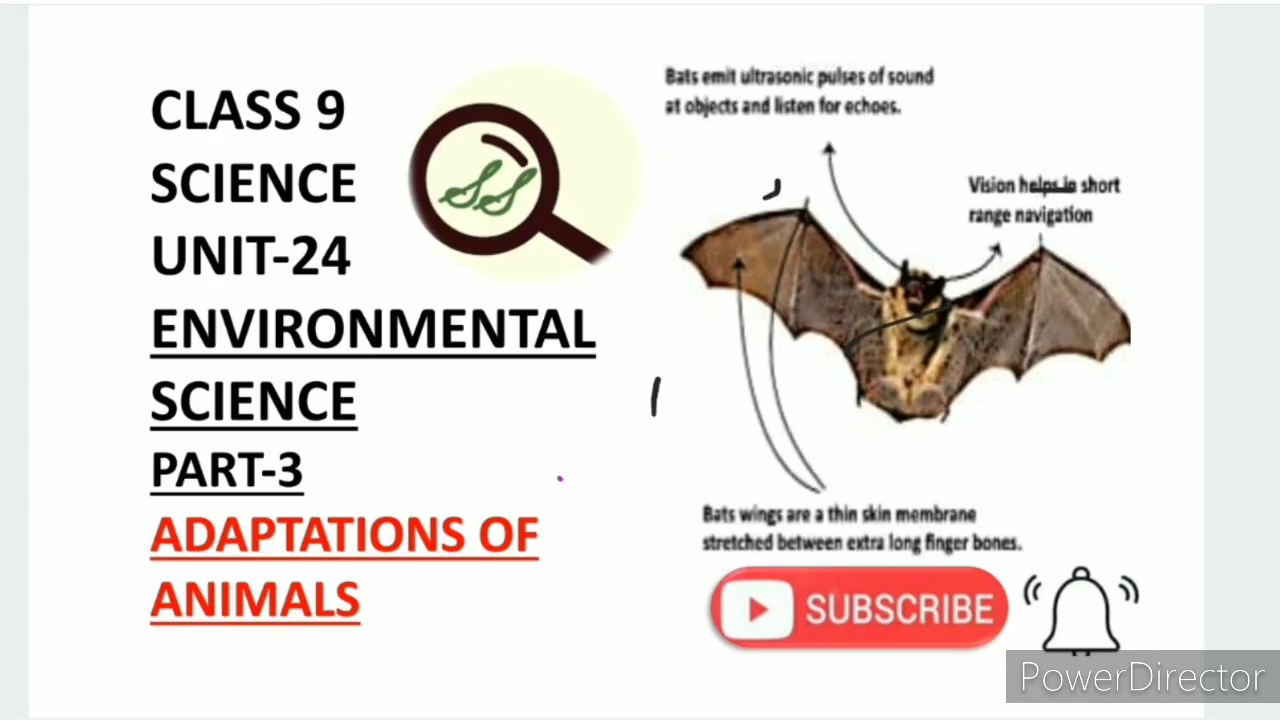 CLASS 9
SCIENCE
UNIT-24
ENVIRONMENTAL
SCIENCE
PART-3
ADAPTATIONS OF
ANIMALS
Bats emit ultrasonic pulses of sound
at objects and listen for echoes.
Vision helps in short
range navigation
Bats wings are a thin skin membrane
stretched between extra long finger bones.
SUBSCRIBE
PowerDirector